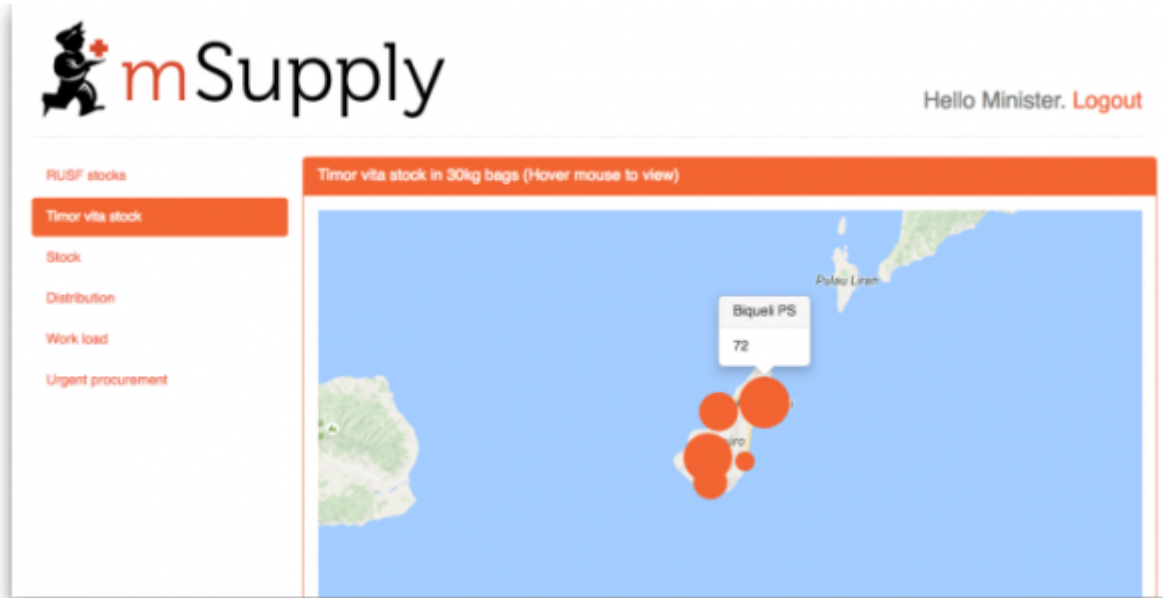 mSupply
Hello Minister. Logout
RUSF stocks
Timor vita stock
Stock
Distribution
Work load
Urgent procurement
Timor vita stock in 30kg bags (Hover mouse to view)
Pulau Liran
Biqueli PS
72